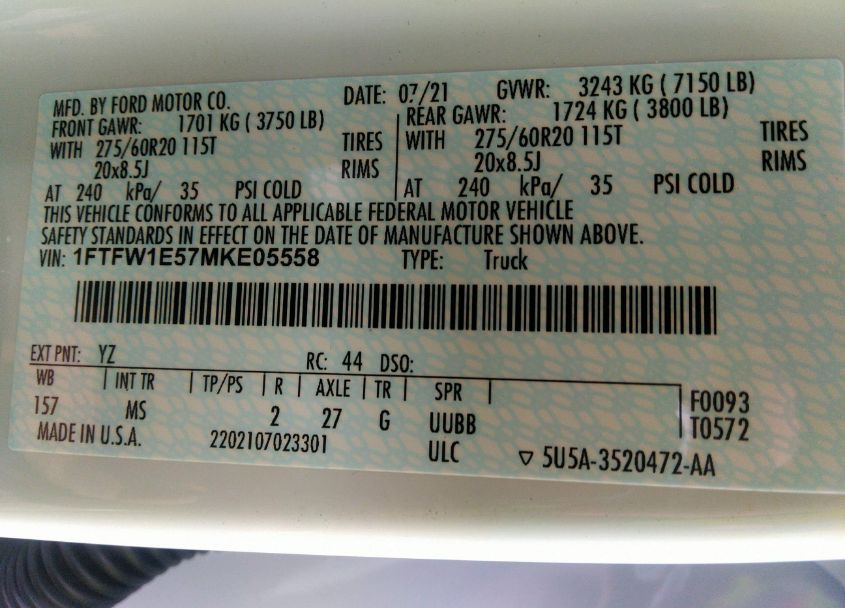 MFD. BY FORD MOTOR CO. DATE: 07/21 GVWR: 3243 KG ( 7150 LB)
FRONT GAWR: 1701 KG ( 3750 LB) REAR GAWR: 1724 KG ( 3800 LB)
WITH 275/60R20 115T TIRES WITH 275/60R20 115T TIRES
20x8.5J RIMS 20x8.5J RIMS
AT 240 kPa/ 35 PSI COLD AT 240 kPa/ 35 PSI COLD
THIS VEHICLE CONFORMS TO ALL APPLICABLE FEDERAL MOTOR VEHICLE
SAFETY STANDARDS IN EFFECT ON THE DATE OF MANUFACTURE SHOWN ABOVE.
VIN: 1FTFW1E57MKE05558 TYPE: Truck
EXT PNT: YZ RC: 44 DSO:
WB INT TR TP/PS R AXLE TR SPR F0093
157 MS 2 27 G UUBB T0572
MADE IN U.S.A. 2202107023301 ULC ▽ 5U5A-3520472-AA